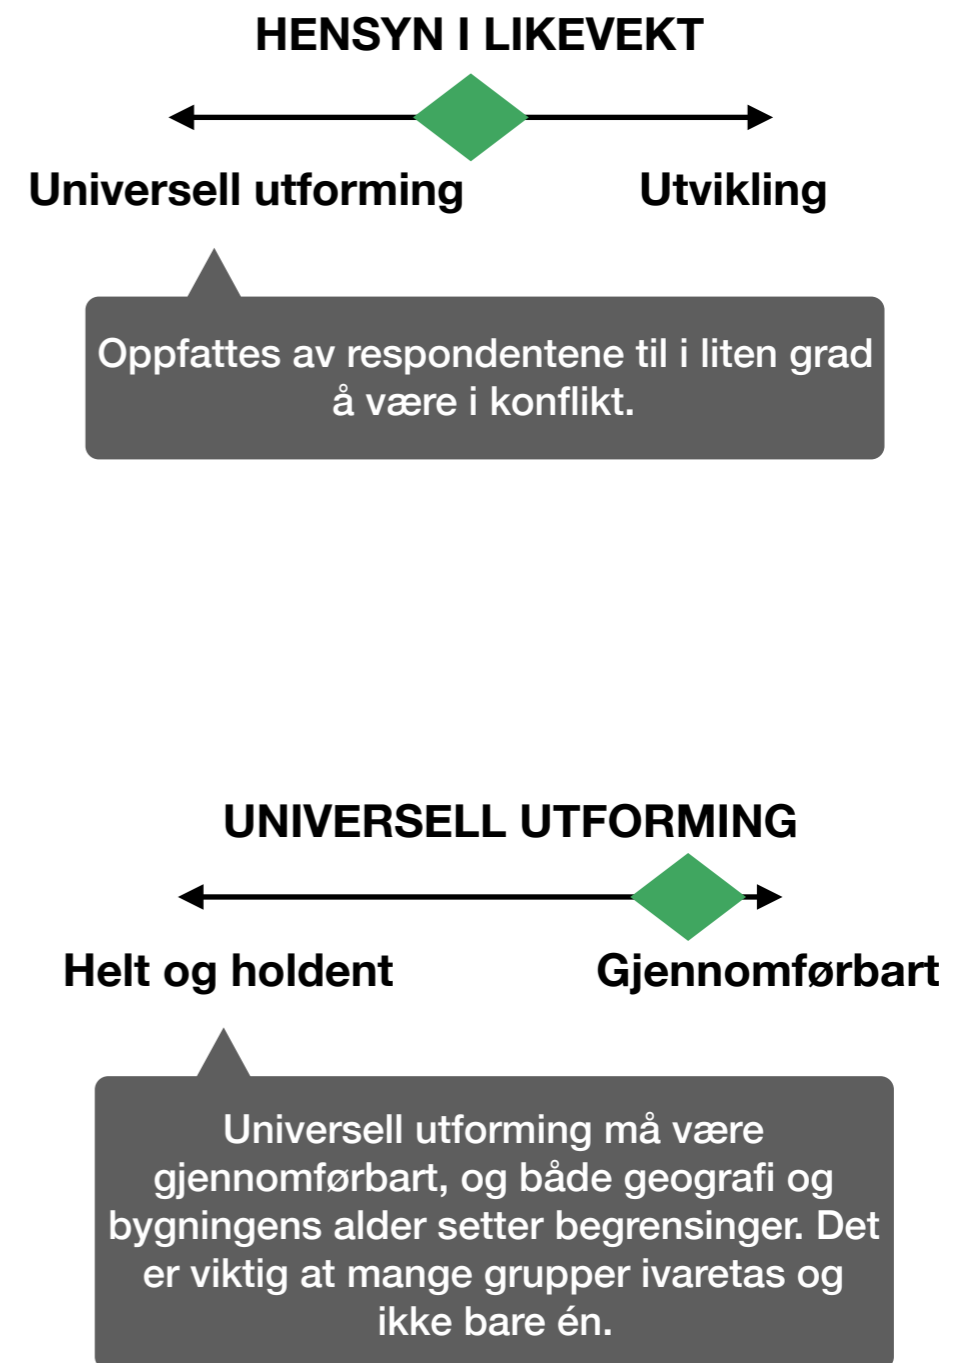 HENSYN I LIKEVEKT
Universell utforming
Utvikling
Oppfattes av respondentene til i liten grad
å være i konflikt.
UNIVERSELL UTFORMING
Helt og holdent
Gjennomførbart
Universell utforming må være
gjennomførbart, og både geografi og
bygningens alder setter begrensinger. Det
er viktig at mange grupper ivaretas og
ikke bare én.